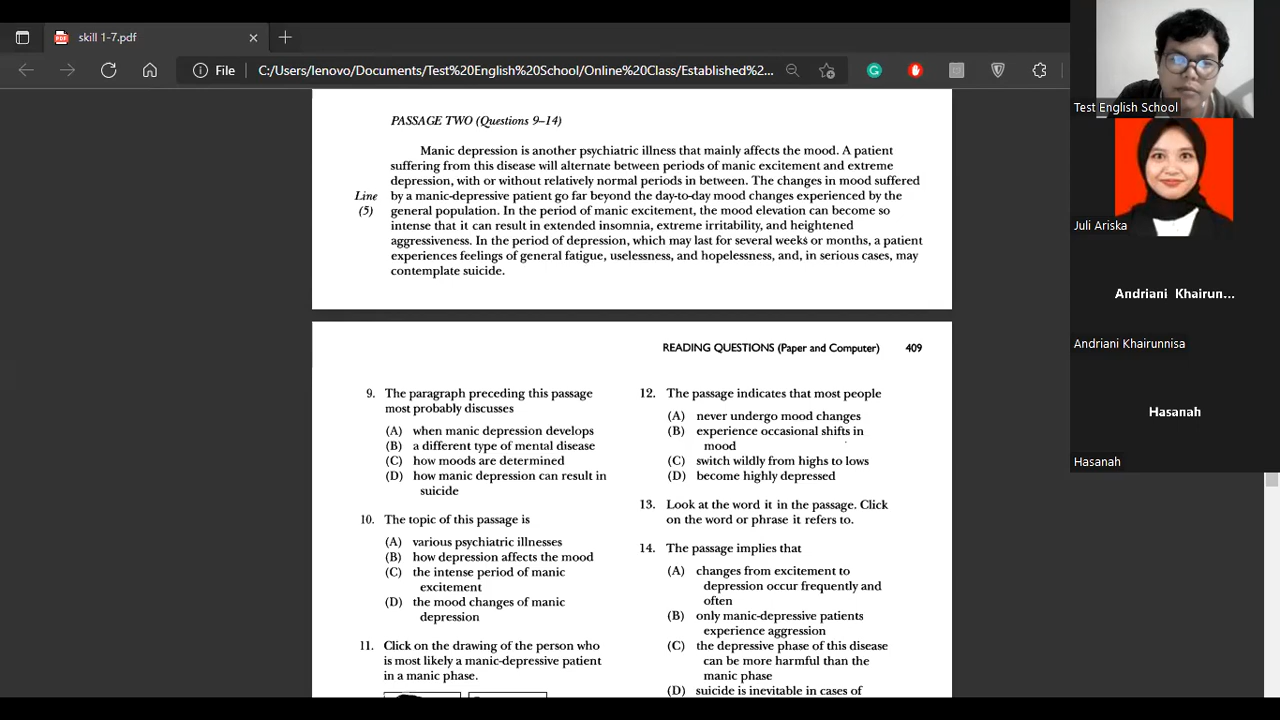 skill 1-7.pdf
File
C:/Users/lenovo/Documents/Test%20English%20School/Online%20Class/Established%2...
PASSAGE TWO (Questions 9–14)
Manic depression is another psychiatric illness that mainly affects the mood. A patient
suffering from this disease will alternate between periods of manic excitement and extreme
depression, with or without relatively normal periods in between. The changes in mood suffered
Line by a manic-depressive patient go far beyond the day-to-day mood changes experienced by the
(5) general population. In the period of manic excitement, the mood elevation can become so
intense that it can result in extended insomnia, extreme irritability, and heightened
aggressiveness. In the period of depression, which may last for several weeks or months, a patient
experiences feelings of general fatigue, uselessness, and hopelessness, and, in serious cases, may
contemplate suicide.
READING QUESTIONS (Paper and Computer) 409
9. The paragraph preceding this passage
most probably discusses
(A) when manic depression develops
(B) a different type of mental disease
(C) how moods are determined
(D) how manic depression can result in
suicide
10. The topic of this passage is
(A) various psychiatric illnesses
(B) how depression affects the mood
(C) the intense period of manic
excitement
(D) the mood changes of manic
depression
11. Click on the drawing of the person who
is most likely a manic-depressive patient
in a manic phase.
12. The passage indicates that most people
(A) never undergo mood changes
(B) experience occasional shifts in
mood
(C) switch wildly from highs to lows
(D) become highly depressed
13. Look at the word it in the passage. Click
on the word or phrase it refers to.
14. The passage implies that
(A) changes from excitement to
depression occur frequently and
often
(B) only manic-depressive patients
experience aggression
(C) the depressive phase of this disease
can be more harmful than the
manic phase
(D) suicide is inevitable in cases of
Test English School
Juli Ariska
Andriani Khairun...
Andriani Khairunnisa
Hasanah
Hasanah